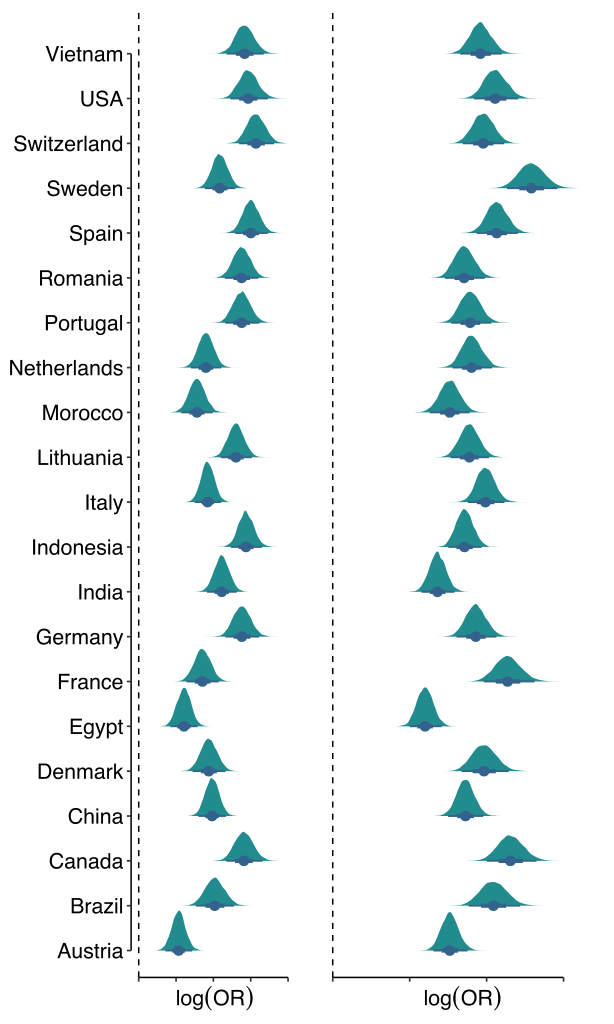 Vietnam
USA
Switzerland
Sweden
Spain
Romania
Portugal
Netherlands
Morocco
Lithuania
Italy
Indonesia
India
Germany
France
Egypt
Denmark
China
Canada
Brazil
Austria
log(OR) log(OR)